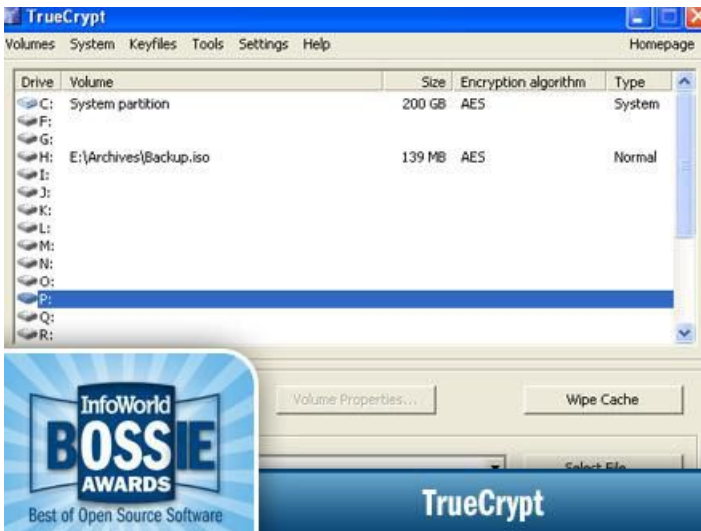 TrueCrypt
Volumes System Keyfiles Tools Settings Help Homepage
Drive Volume Size Encryption algorithm Type
C: System partition 200 GB AES System
F:
G:
H: E:\Archives\Backup.iso 139 MB AES Normal
I:
J:
K:
L:
M:
N:
O:
P:
Q:
R:
Volume Properties... Wipe Cache
Select File...
InfoWorld
BOSSIE
AWARDS
Best of Open Source Software
TrueCrypt